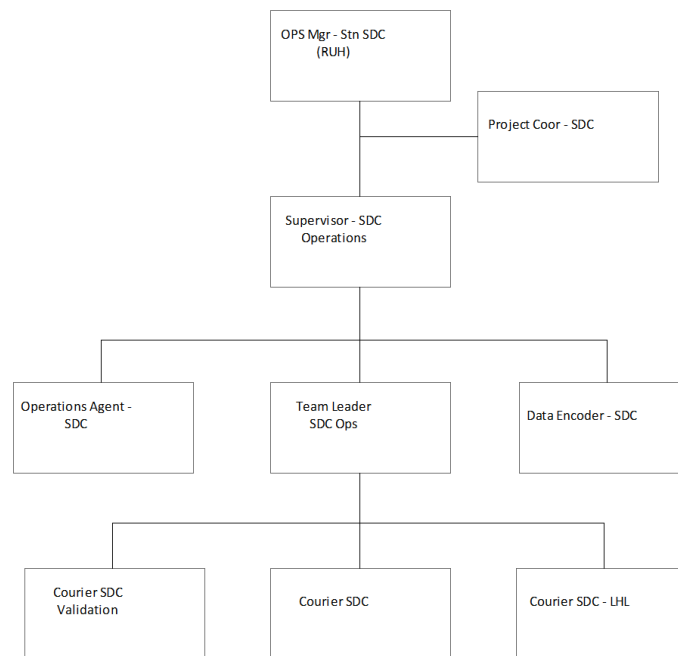 OPS Mgr - Stn SDC
(RUH)
Project Coor - SDC
Supervisor - SDC
Operations
Operations Agent -
SDC
Team Leader
SDC Ops
Data Encoder - SDC
Courier SDC
Validation
Courier SDC
Courier SDC - LHL